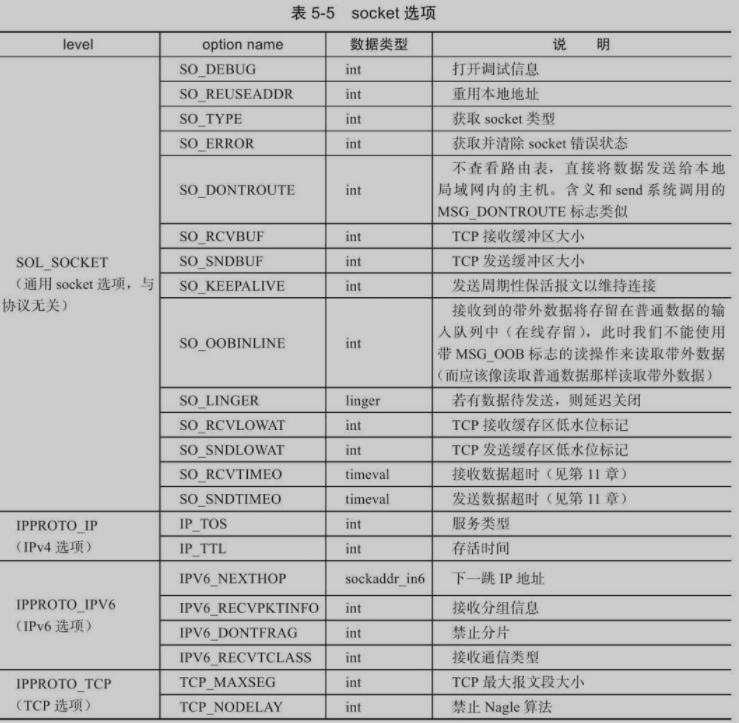 表 5-5 socket 选项
level option name 数据类型 说 明
SO_DEBUG int 打开调试信息
SO_REUSEADDR int 重用本地地址
SO_TYPE int 获取 socket 类型
SO_ERROR int 获取并清除 socket 错误状态
SO_DONTROUTE int 不查看路由表，直接将数据发送给本地
局域网内的主机。含义和 send 系统调用的
MSG_DONTROUTE 标志类似
SO_RCVBUF int TCP 接收缓冲区大小
SOL_SOCKET
（通用 socket 选项，与
协议无关）
SO_SNDBUF int TCP 发送缓冲区大小
SO_KEEPALIVE int 发送周期性保活报文以维持连接
SO_OOBINLINE int 接收到的带外数据将存留在普通数据的输
入队列中（在线存留），此时我们不能使用
带 MSG_OOB 标志的读操作来读取带外数据
（而应该像读取普通数据那样读取带外数据）
SO_LINGER linger 若有数据待发送，则延迟关闭
SO_RCVLOWAT int TCP 接收缓存区低水位标记
SO_SNDLOWAT int TCP 发送缓存区低水位标记
SO_RCVTIMEO timeval 接收数据超时（见第 11 章）
SO_SNDTIMEO timeval 发送数据超时（见第 11 章）
IPPROTO_IP
（IPv4 选项）
IP_TOS int 服务类型
IP_TTL int 存活时间
IPPROTO_IPV6
（IPv6 选项）
IPV6_NEXTHOP sockaddr_in6 下一跳 IP 地址
IPV6_RECVPKTINFO int 接收分组信息
IPV6_DONTFRAG int 禁止分片
IPV6_RECVTCLASS int 接收通信类型
IPPROTO_TCP
（TCP 选项）
TCP_MAXSEG int TCP 最大报文段大小
TCP_NODELAY int 禁止 Nagle 算法